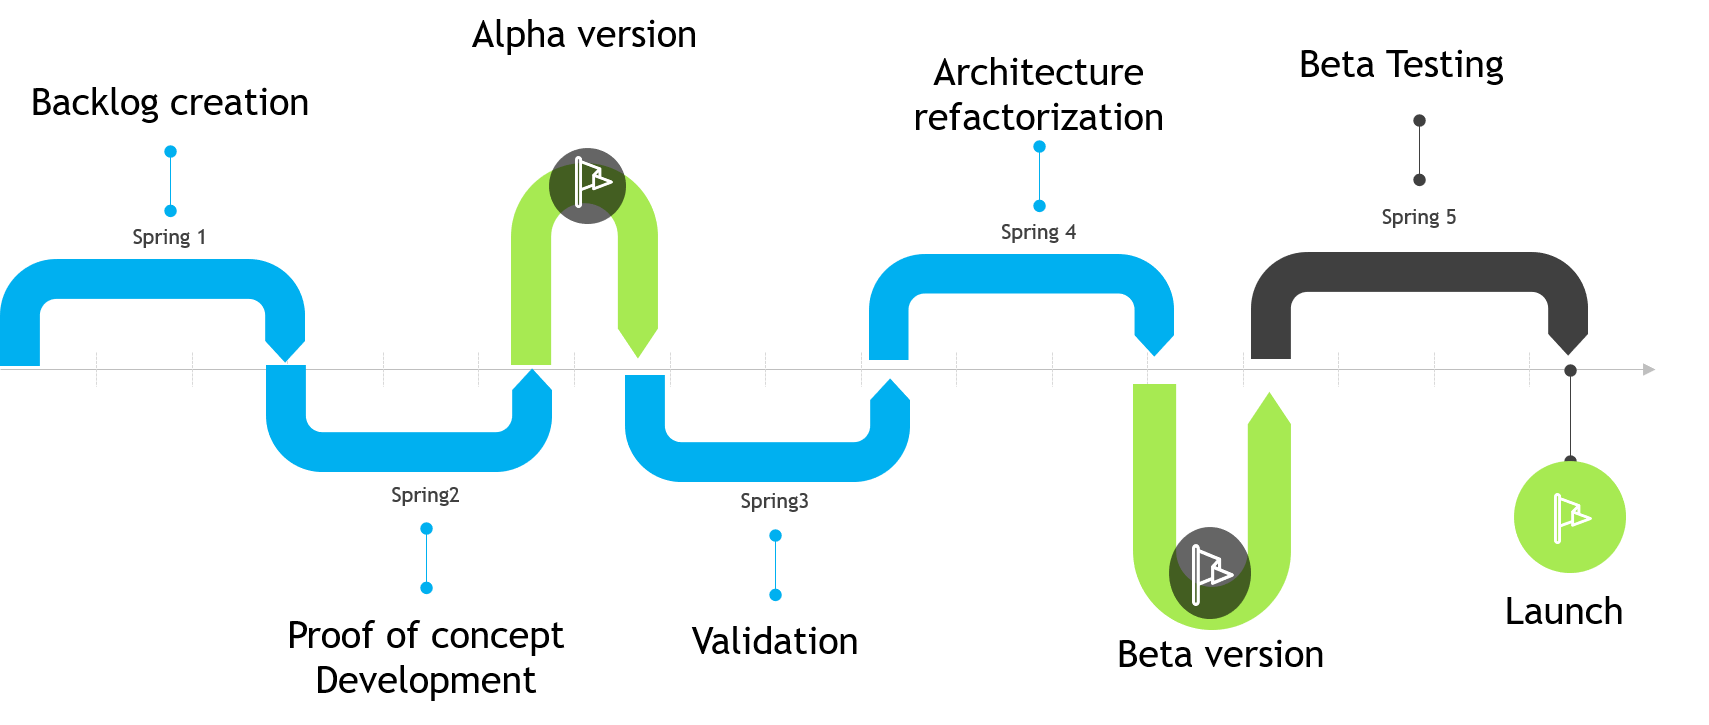 Alpha version
Backlog creation
Spring 1
Proof of concept
Development
Spring2
Validation
Spring3
Architecture
refactorization
Spring 4
Beta version
Beta Testing
Spring 5
Launch